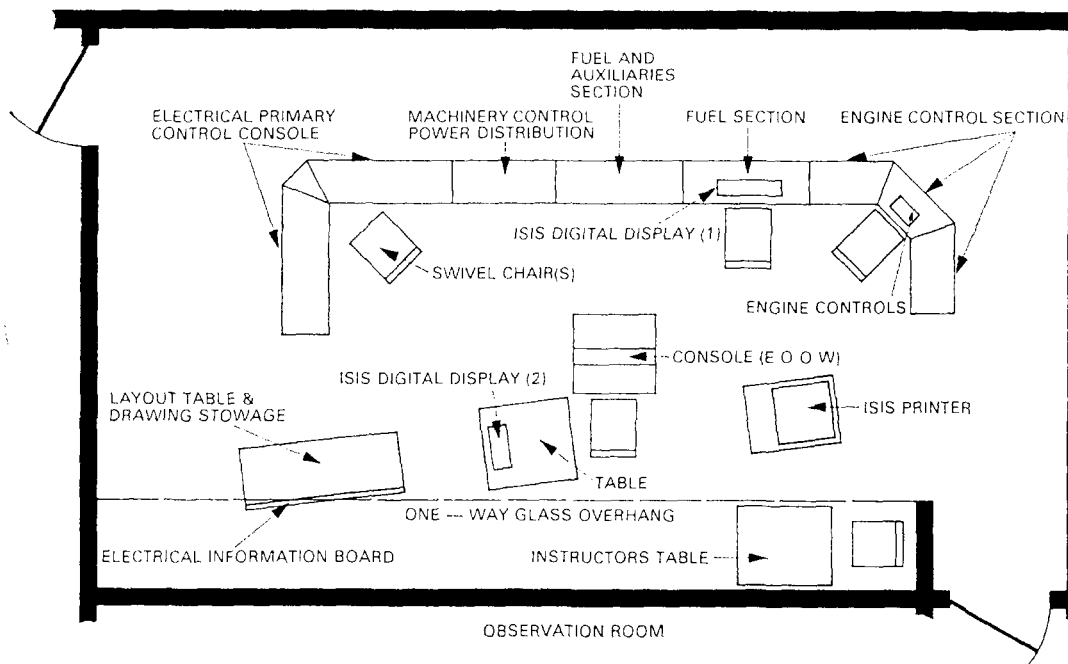 FUEL AND
AUXILIARIES
SECTION
ELECTRICAL PRIMARY
CONTROL CONSOLE
MACHINERY CONTROL
POWER DISTRIBUTION
FUEL SECTION
ENGINE CONTROL SECTION
ISIS DIGITAL DISPLAY (1)
SWIVEL CHAIR(S)
ENGINE CONTROLS
CONSOLE (E O O W)
ISIS DIGITAL DISPLAY (2)
LAYOUT TABLE &
DRAWING STOWAGE
ISIS PRINTER
TABLE
ONE -- WAY GLASS OVERHANG
ELECTRICAL INFORMATION BOARD
INSTRUCTORS TABLE
OBSERVATION ROOM